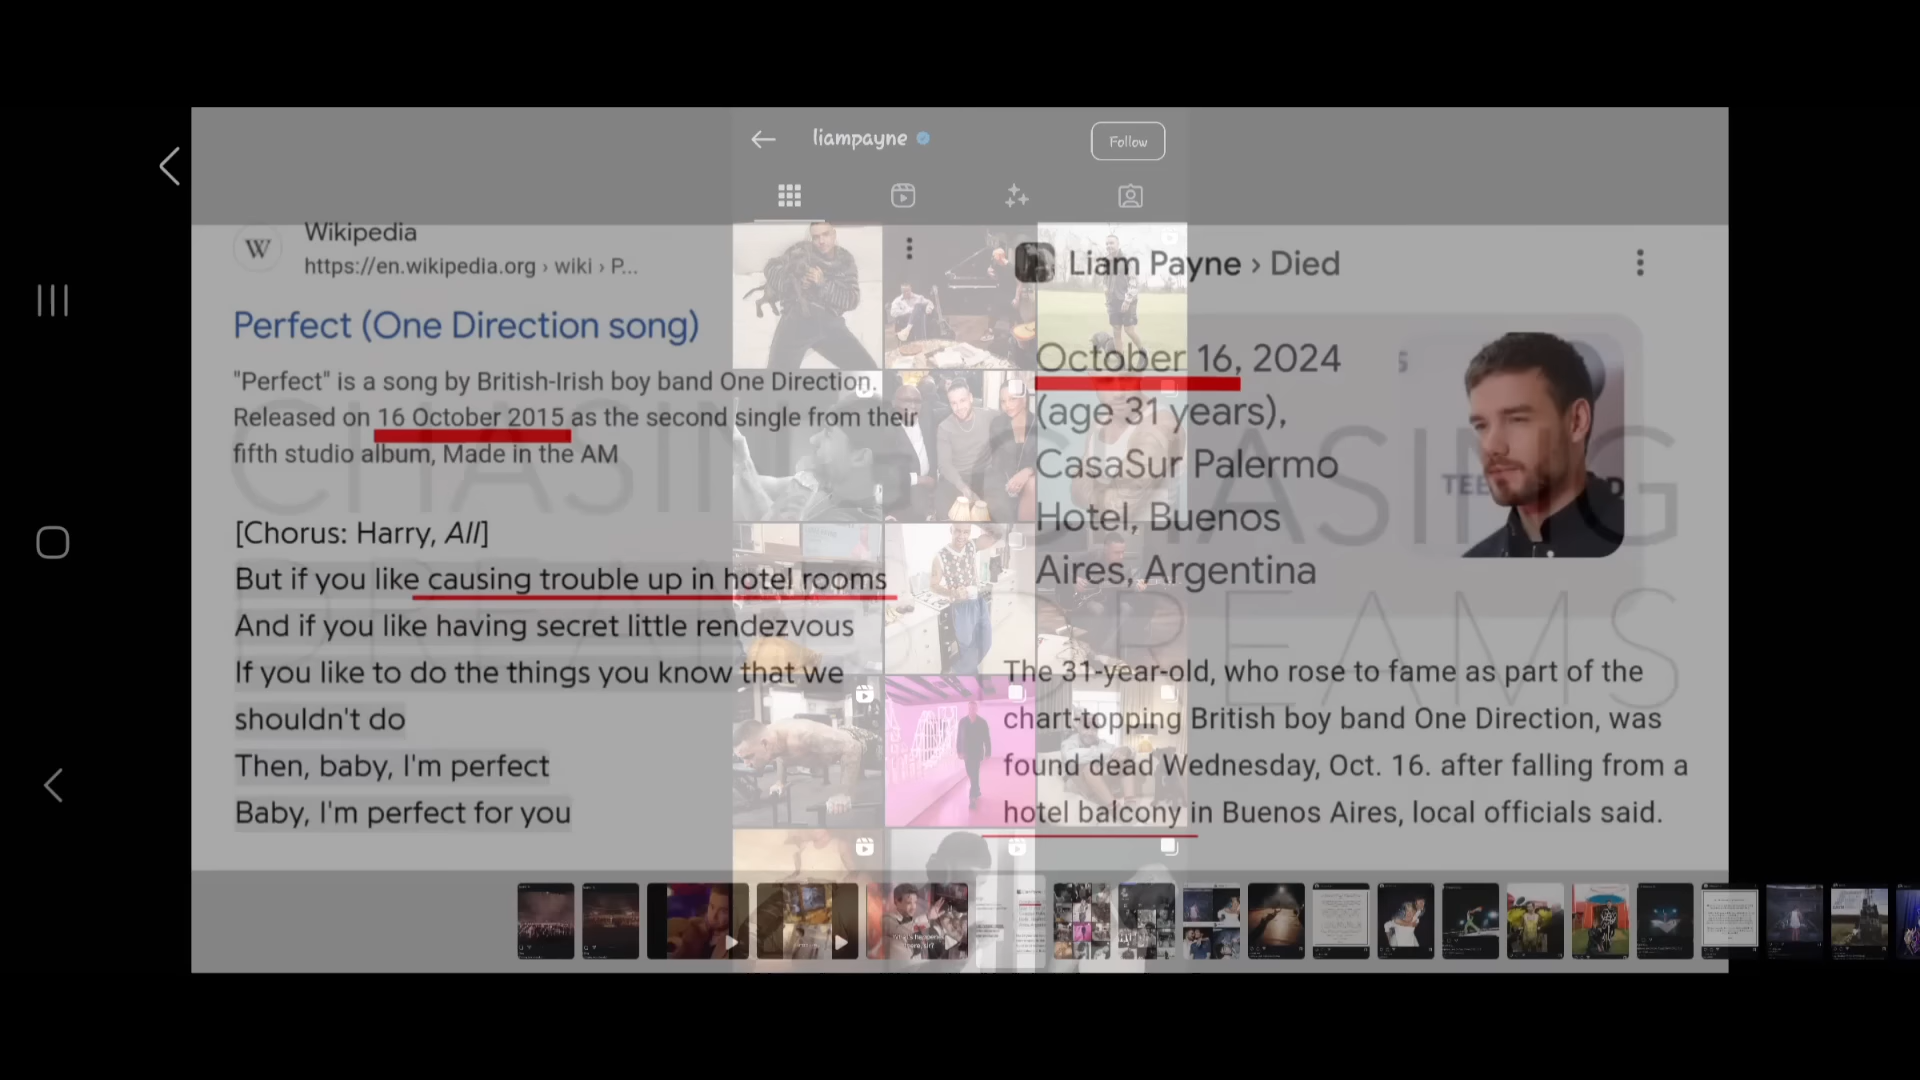 liampayne
Follow
W
Wikipedia
https://en.wikipedia.org › wiki › P...
Perfect (One Direction song)
"Perfect" is a song by British-Irish boy band One Direction.
Released on 16 October 2015 as the second single from their
fifth studio album, Made in the AM
[Chorus: Harry, All]
But if you like causing trouble up in hotel rooms
And if you like having secret little rendezvous
If you like to do the things you know that we
shouldn't do
Then, baby, I'm perfect
Baby, I'm perfect for you
Liam Payne › Died
October 16, 2024
(age 31 years),
CasaSur Palermo
Hotel, Buenos
Aires, Argentina
The 31-year-old, who rose to fame as part of the
chart-topping British boy band One Direction, was
found dead Wednesday, Oct. 16. after falling from a
hotel balcony in Buenos Aires, local officials said.
CHASING
CHASING
DREAMS